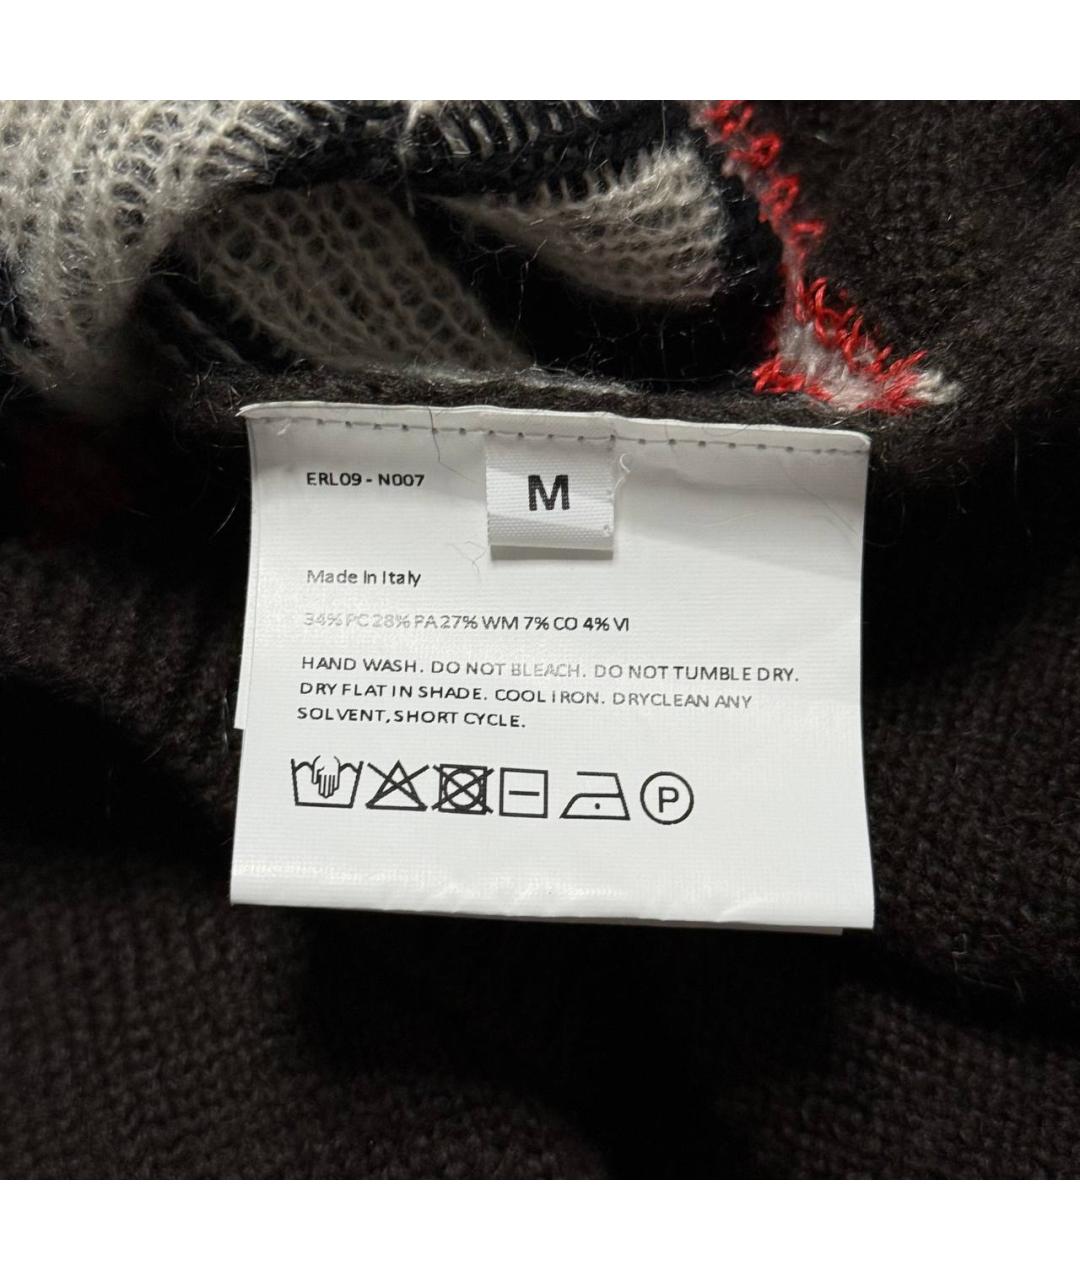 ERL09 - N007
M
Made In Italy
34% PC 28% PA 27% WM 7% CO 4% VI
HAND WASH. DO NOT BLEACH. DO NOT TUMBLE DRY.
DRY FLAT IN SHADE. COOL IRON. DRYCLEAN ANY
SOLVENT, SHORT CYCLE.
P